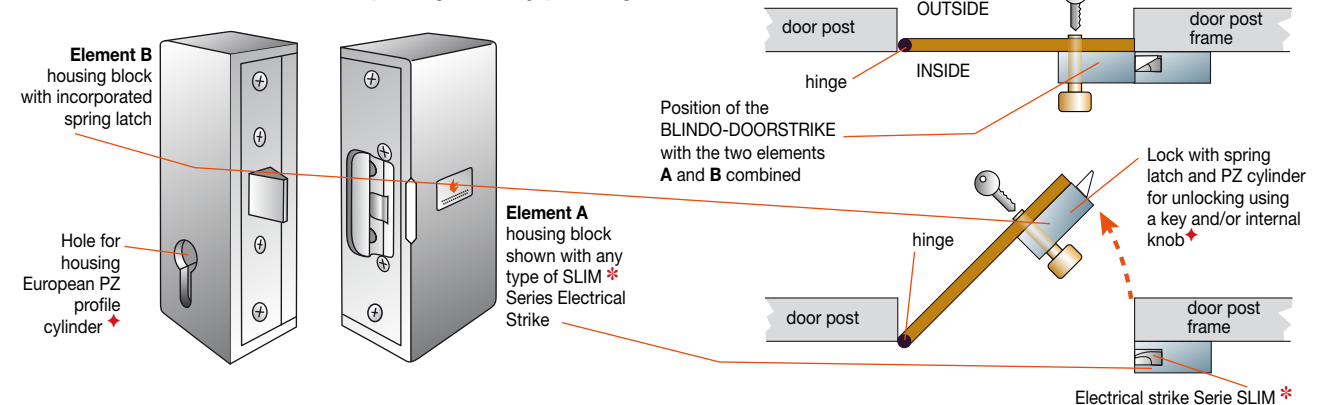 Element B
housing block
with incorporated
spring latch
Hole for
housing
European PZ
profile
cylinder ✦
Element A
housing block
shown with any
type of SLIM *
Series Electrical
Strike
OUTSIDE
door post
door post
frame
INSIDE
hinge
Position of the
BLINDO-DOORSTRIKE
with the two elements
A and B combined
Lock with spring
latch and PZ cylinder
for unlocking using
a key and/or internal
knob✦
hinge
door post
door post
frame
Electrical strike Serie SLIM *